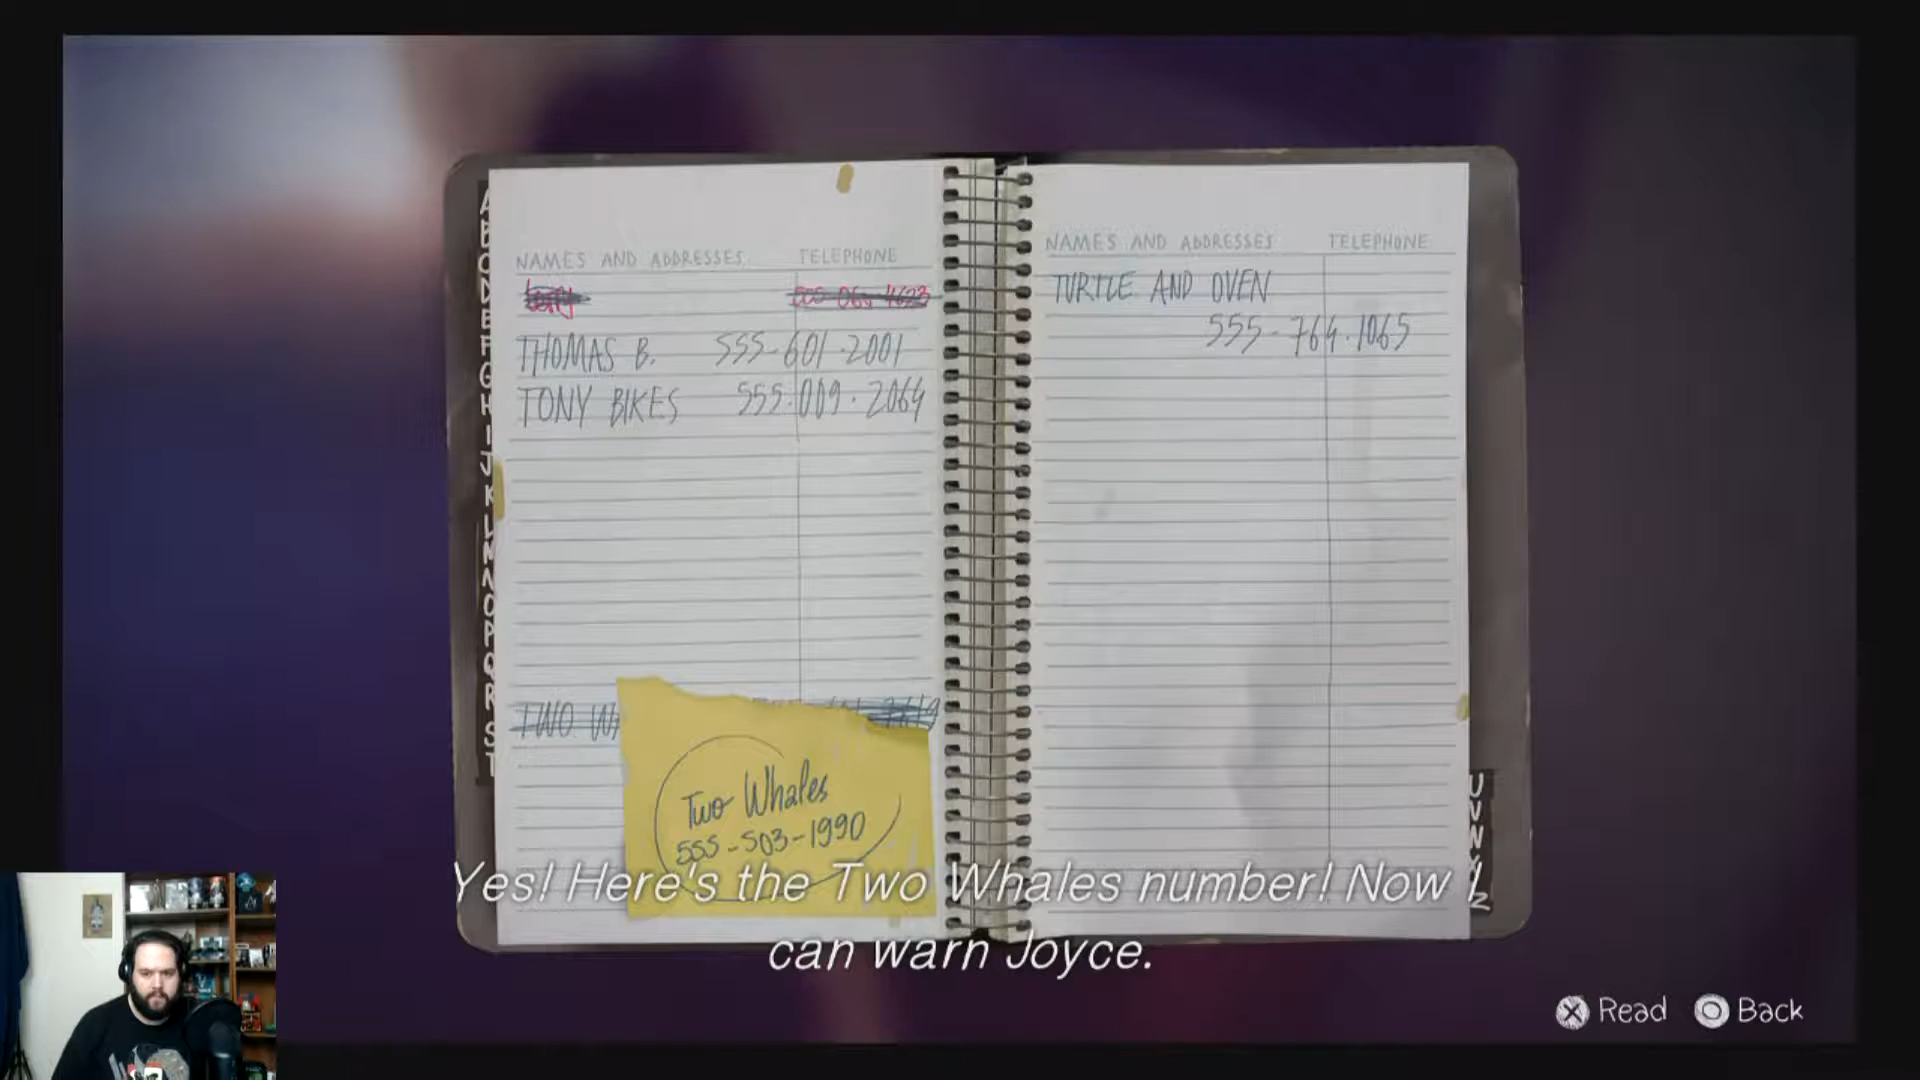 NAMES AND ADDRESSES TELEPHONE
THOMAS B. 555-601-2001
TONY BIKES 555-009-2064
TWO
Two Whales
555-503-1990
NAMES AND ADDRESSES TELEPHONE
TURTLE AND OVEN
555-764-1065
A
B
C
D
E
F
G
H
I
J
K
L
M
N
O
P
Q
R
S
T
U
V
Z
Yes! Here's the Two Whales number! Now I
can warn Joyce.
Read Back